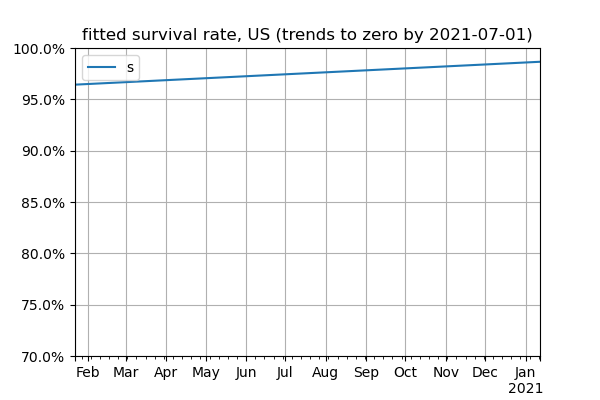 fitted survival rate, US (trends to zero by 2021-07-01)
100.0%
s
95.0%
90.0%
85.0%
80.0%
75.0%
70.0%
Feb Mar Apr May Jun Jul Aug Sep Oct Nov Dec Jan
2021